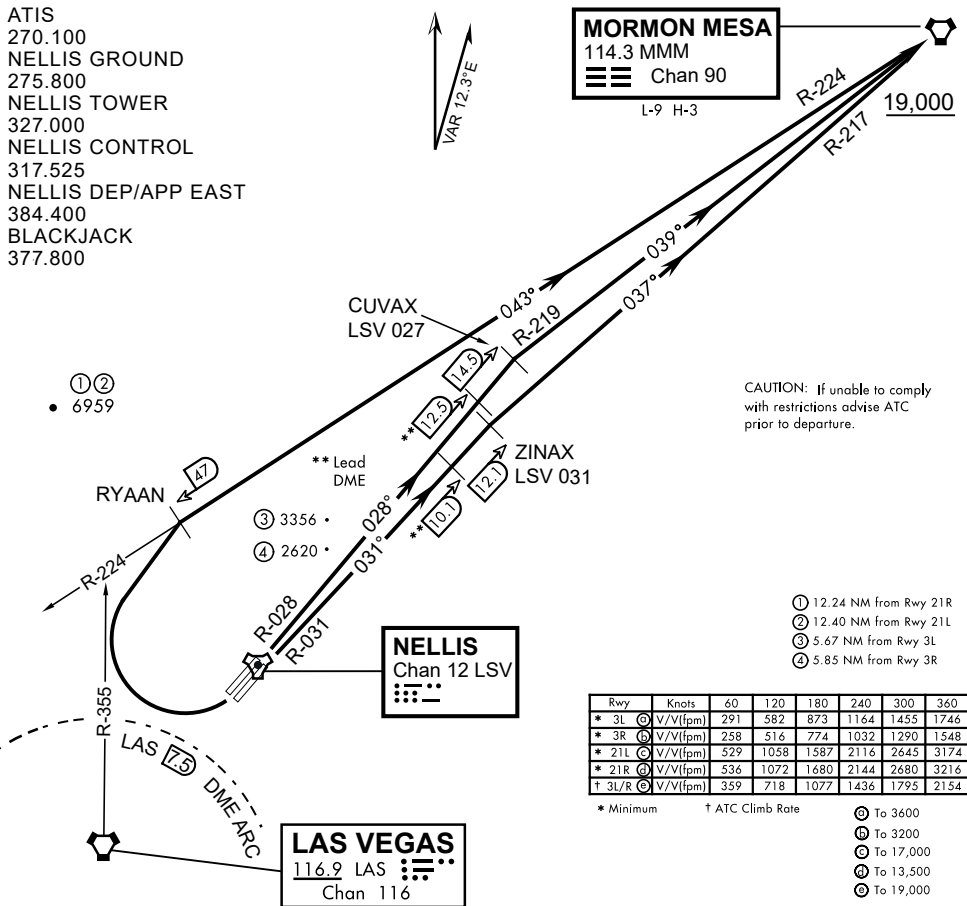 ATIS
270.100
NELLIS GROUND
275.800
NELLIS TOWER
327.000
NELLIS CONTROL
317.525
NELLIS DEP/APP EAST
384.400
BLACKJACK
377.800
VAR 12.3°E
MORMON MESA
114.3 MMM
Chan 90
L-9 H-3
19,000
R-224
R-217
039°
037°
043°
R-219
CUVAX
LSV 027
14.5
** 12.5
① ②
6959
CAUTION: If unable to comply
with restrictions advise ATC
prior to departure.
** Lead
DME
ZINAX
LSV 031
12.1
** 10.1
47
RYAAN
③ 3356
④ 2620
028°
031°
R-224
R-028
R-031
NELLIS
Chan 12 LSV
R-355
LAS 7.5 DME ARC
LAS VEGAS
116.9 LAS
Chan 116
① 12.24 NM from Rwy 21R
② 12.40 NM from Rwy 21L
③ 5.67 NM from Rwy 3L
④ 5.85 NM from Rwy 3R
Rwy Knots 60 120 180 240 300 360
* 3L ⓐ V/V(fpm) 291 582 873 1164 1455 1746
* 3R ⓑ V/V(fpm) 258 516 774 1032 1290 1548
* 21L ⓒ V/V(fpm) 529 1058 1587 2116 2645 3174
* 21R ⓓ V/V(fpm) 536 1072 1680 2144 2680 3216
† 3L/R ⓔ V/V(fpm) 359 718 1077 1436 1795 2154
* Minimum † ATC Climb Rate
ⓐ To 3600
ⓑ To 3200
ⓒ To 17,000
ⓓ To 13,500
ⓔ To 19,000